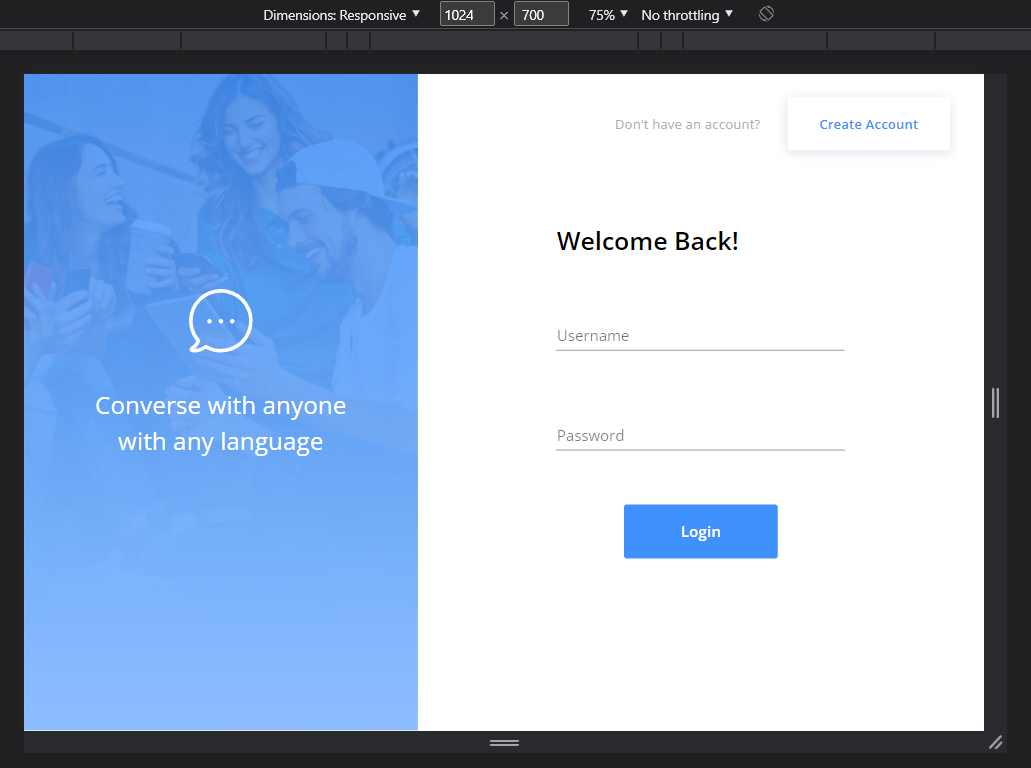 Dimensions: Responsive 1024 × 700 75% No throttling
Don't have an account? Create Account
Welcome Back!
Username
Password
Login
Converse with anyone
with any language